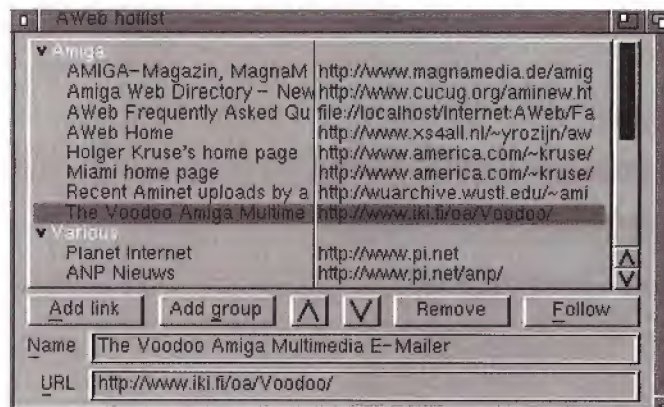 AWeb hotlist
Amiga
AMIGA-Magazin, MagnaM http://www.magnamedia.de/amig
Amiga Web Directory - New http://www.cucug.org/aminew.ht
AWeb Frequently Asked Qu file://localhost/Internet:AWeb/Fa
AWeb Home http://www.xs4all.nl/~yrozijn/aw
Holger Kruse's home page http://www.america.com/~kruse/
Miami home page http://www.america.com/~kruse/
Recent Aminet uploads by a http://wuarchive.wustl.edu/~ami
The Voodoo Amiga Multime http://www.iki.fi/oa/Voodoo/
Various
Planet Internet http://www.pi.net
ANP Nieuws http://www.pi.net/anp/
Add link Add group Remove Follow
Name The Voodoo Amiga Multimedia E-Mailer
URL http://www.iki.fi/oa/Voodoo/